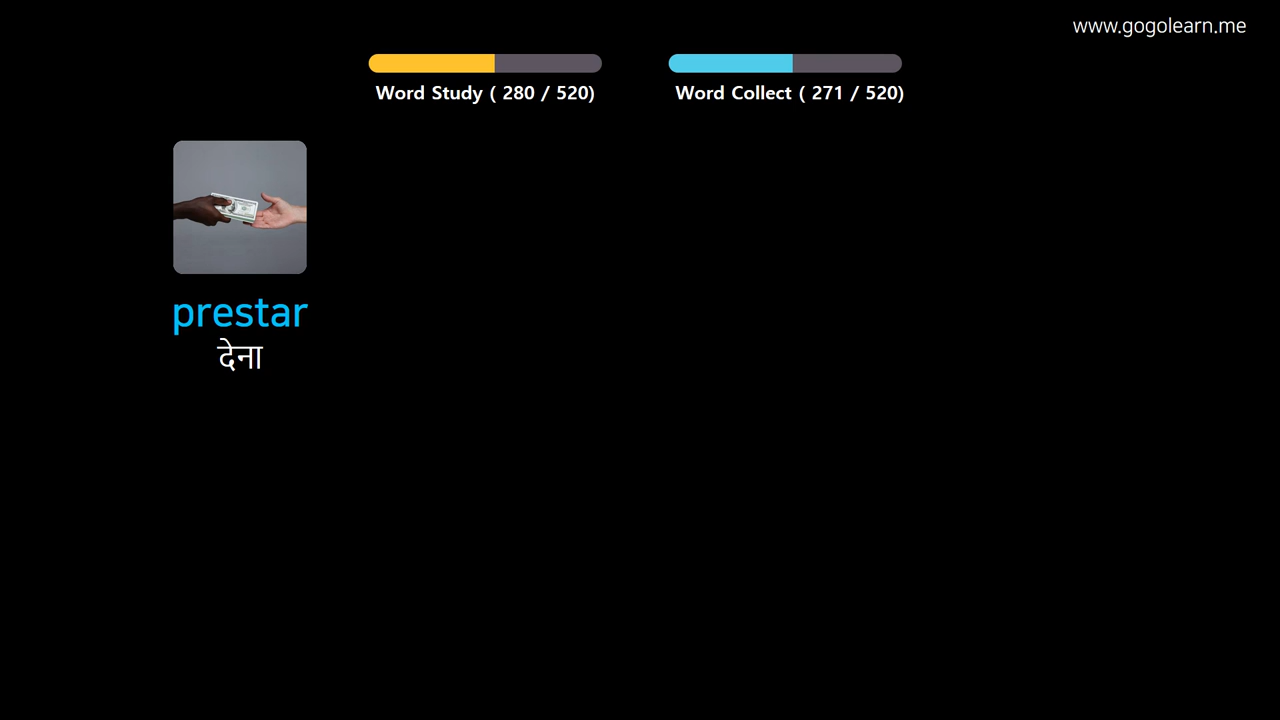 www.gogolearn.me
Word Study ( 280 / 520)
Word Collect ( 271 / 520)
prestar
देना